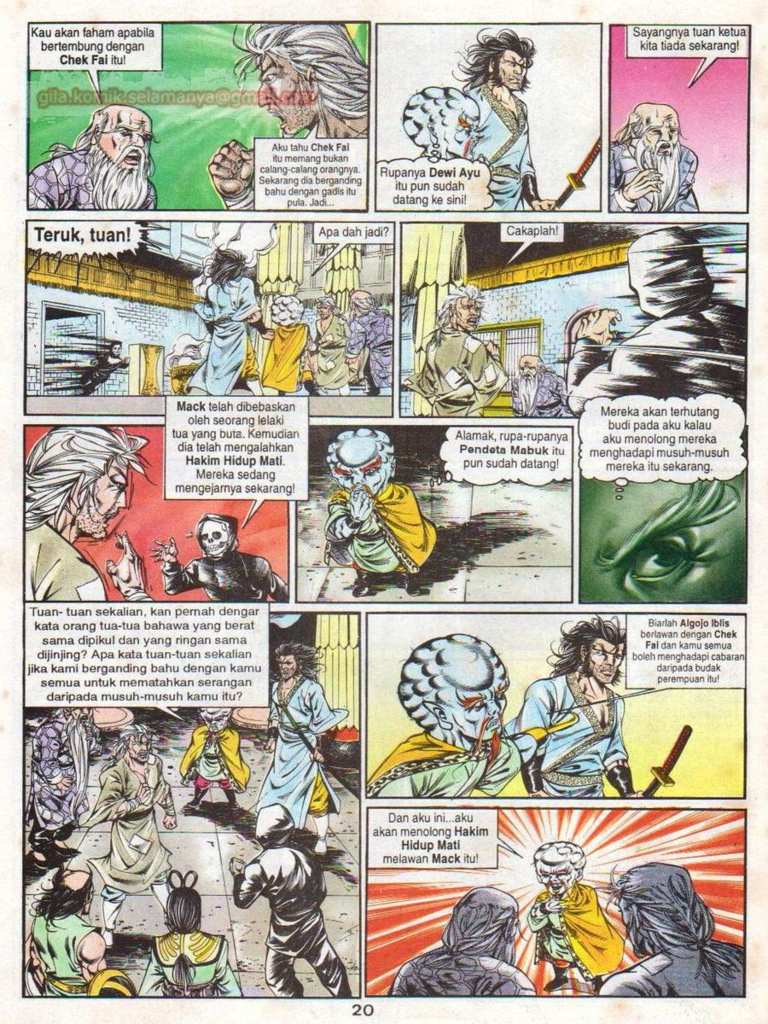 Kau akan faham apabila
bertembung dengan
Chek Fai itu!
gila.komik.selamanya@gmail.com
Aku tahu Chek Fai
itu memang bukan
calang-calang orangnya.
Sekarang dia berganding
bahu dengan gadis itu
pula. Jadi...
Rupanya Dewi Ayu
itu pun sudah
datang ke sini!
Sayangnya tuan ketua
kita tiada sekarang!
Teruk, tuan!
Apa dah jadi?
Cakaplah!
Mack telah dibebaskan
oleh seorang lelaki
tua yang buta. Kemudian
dia telah mengalahkan
Hakim Hidup Mati.
Mereka sedang
mengejarnya sekarang!
Alamak, rupa-rupanya
Pendeta Mabuk itu
pun sudah datang!
Mereka akan terhutang
budi pada aku kalau
aku menolong mereka
menghadapi musuh-musuh
mereka itu sekarang.
Tuan- tuan sekalian, kan pernah dengar
kata orang tua-tua bahawa yang berat
sama dipikul dan yang ringan sama
dijinjing? Apa kata tuan-tuan sekalian
jika kami berganding bahu dengan kamu
semua untuk mematahkan serangan
daripada musuh-musuh kamu itu?
Biarlah Algojo Iblis
berlawan dengan Chek
Fai dan kamu semua
boleh menghadapi cabaran
daripada budak
perempuan itu!
Dan aku ini...aku
akan menolong Hakim
Hidup Mati
melawan Mack itu!
20